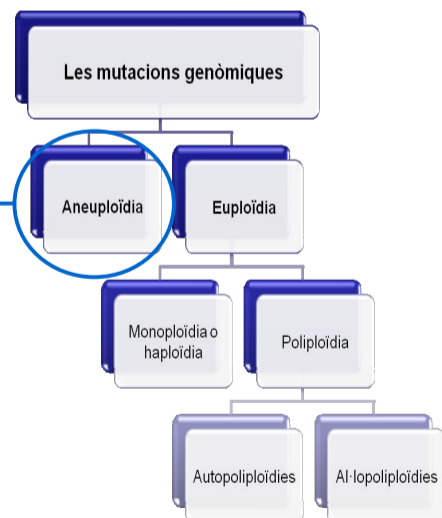 Les mutacions genòmiques
Aneuploïdia
Euploïdia
Monoploïdia o
haploïdia
Poliploïdia
Autopoliploïdies
Al·lopoliploïdies